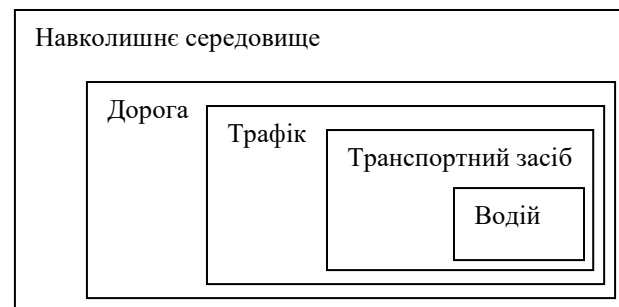 Навколишнє середовище
Дорога
Трафік
Транспортний засіб
Водій